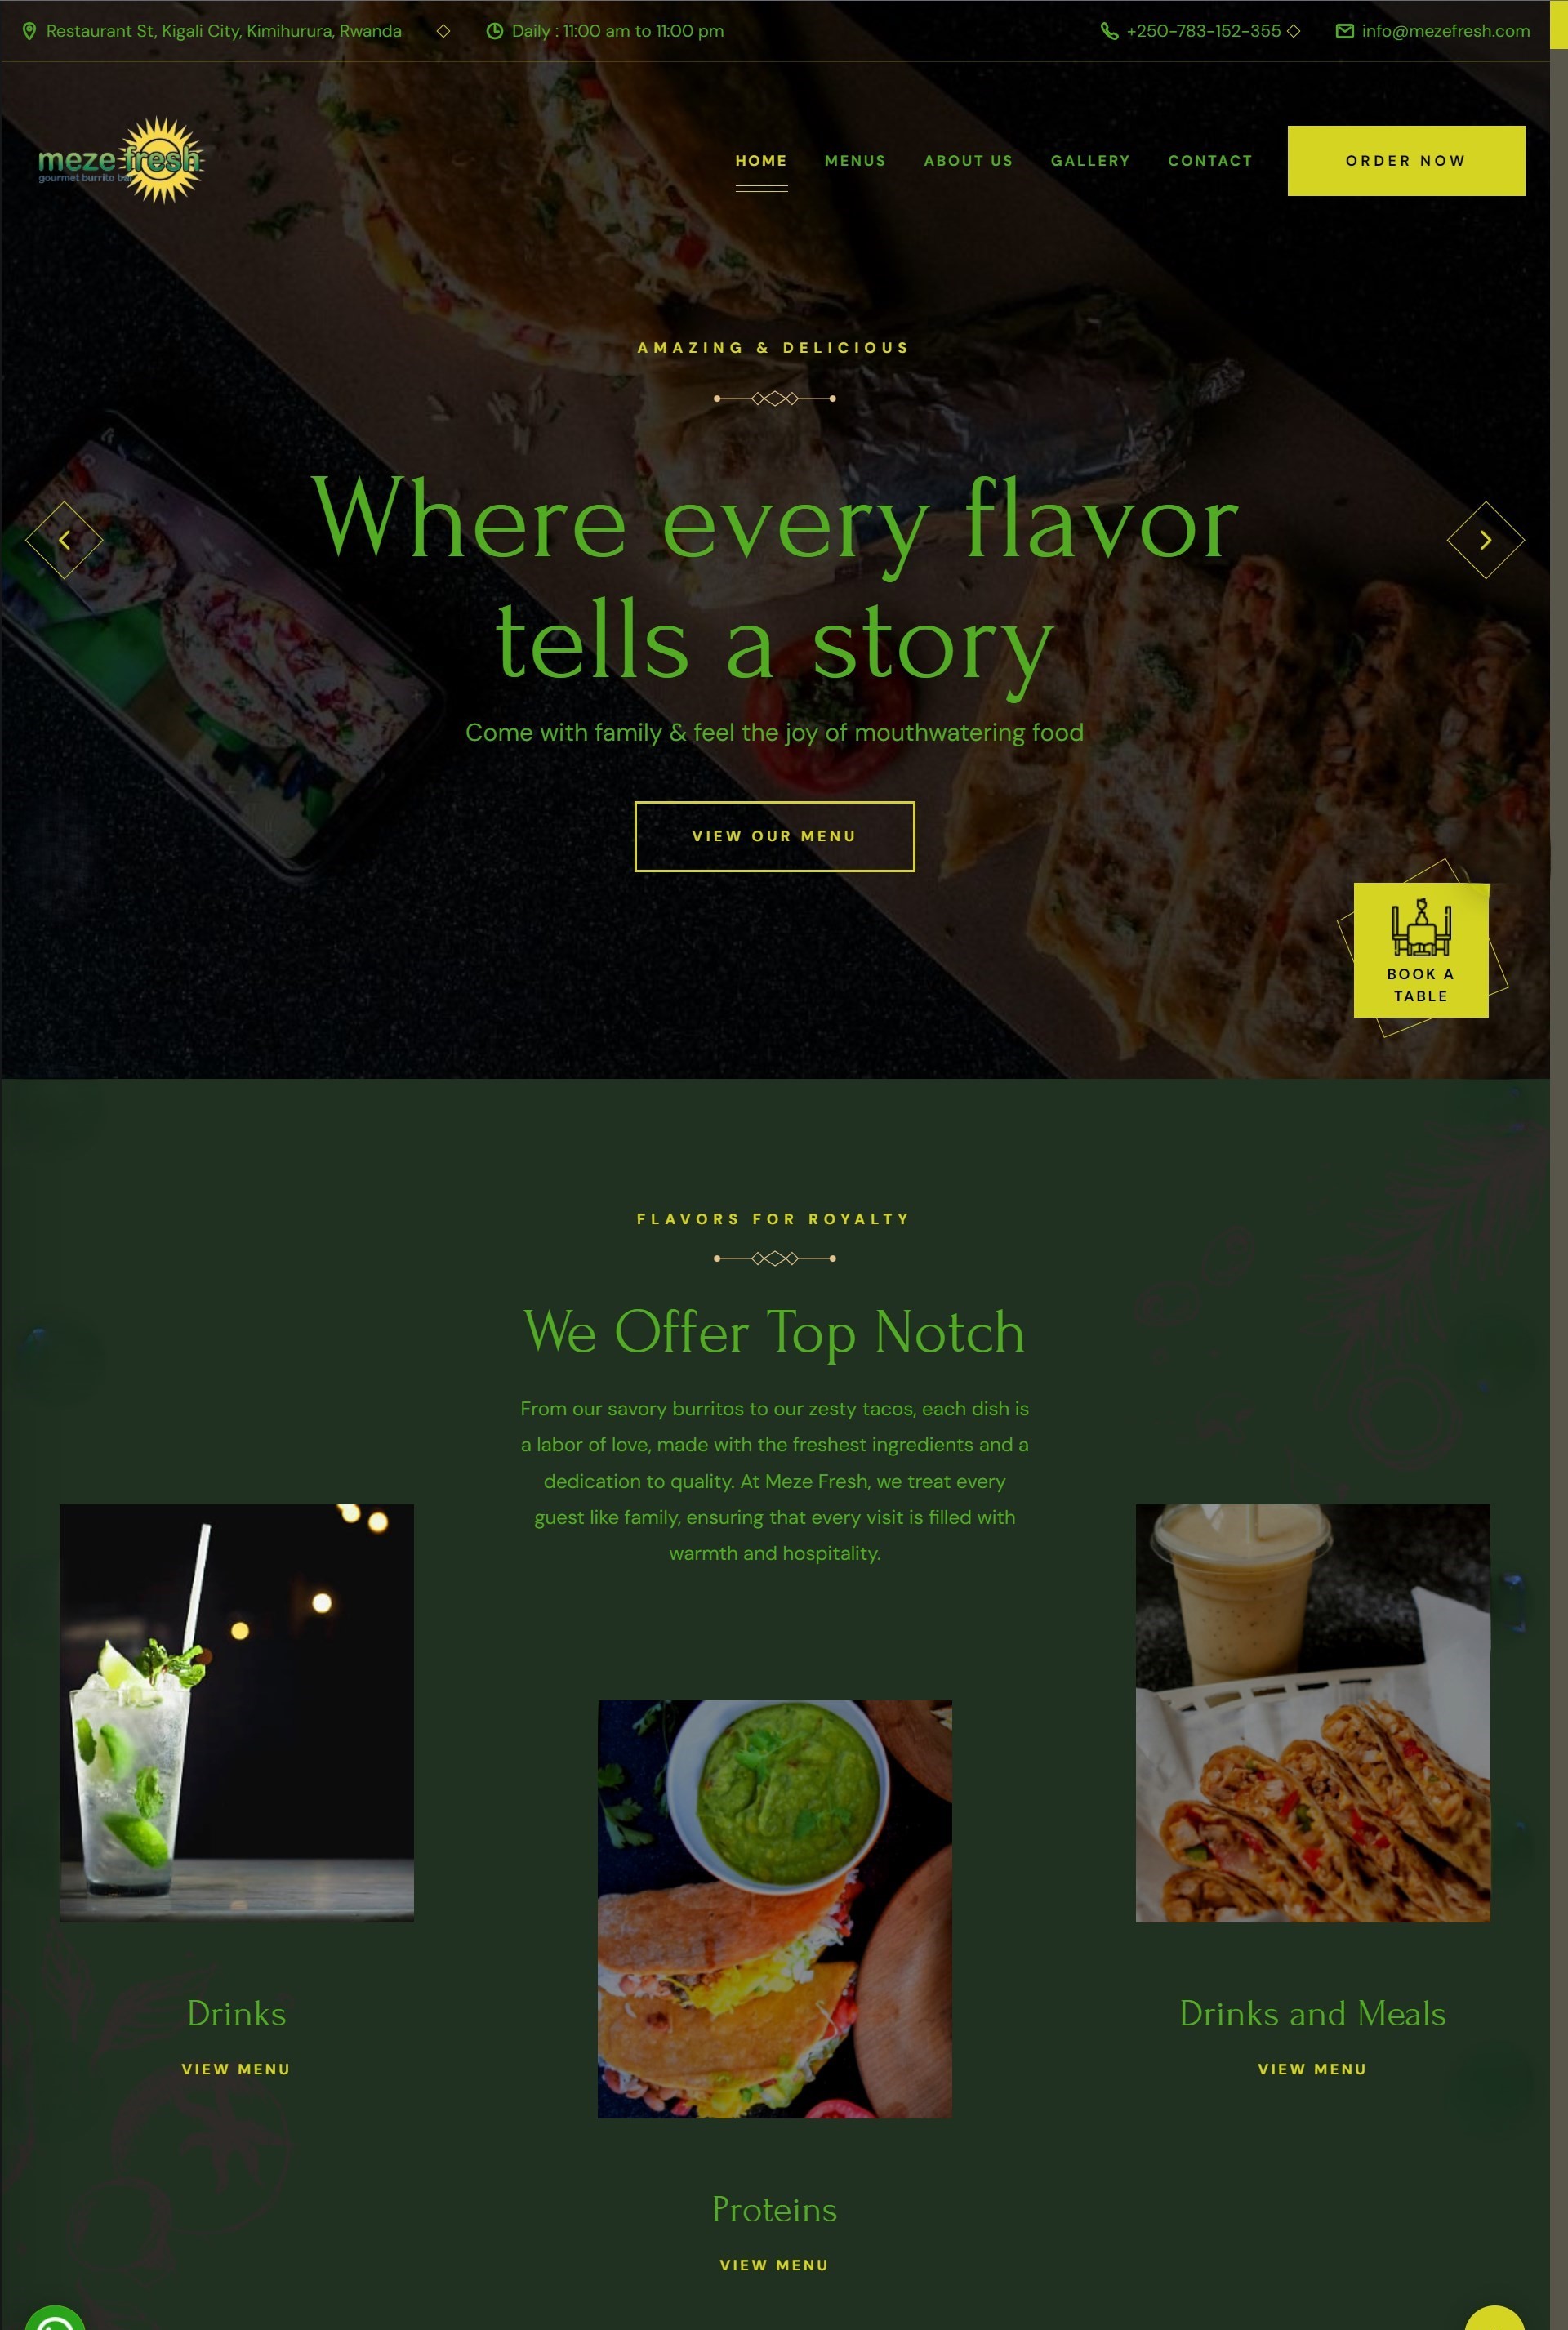 Restaurant St, Kigali City, Kimihurura, Rwanda
Daily : 11:00 am to 11:00 pm
+250-783-152-355
info@mezefresh.com
meze fresh
gourmet burrito bar
HOME
MENUS
ABOUT US
GALLERY
CONTACT
ORDER NOW
AMAZING & DELICIOUS
Where every flavor
tells a story
Come with family & feel the joy of mouthwatering food
VIEW OUR MENU
BOOK A
TABLE
FLAVORS FOR ROYALTY
We Offer Top Notch
From our savory burritos to our zesty tacos, each dish is
a labor of love, made with the freshest ingredients and a
dedication to quality. At Meze Fresh, we treat every
guest like family, ensuring that every visit is filled with
warmth and hospitality.
Drinks
VIEW MENU
Proteins
VIEW MENU
Drinks and Meals
VIEW MENU